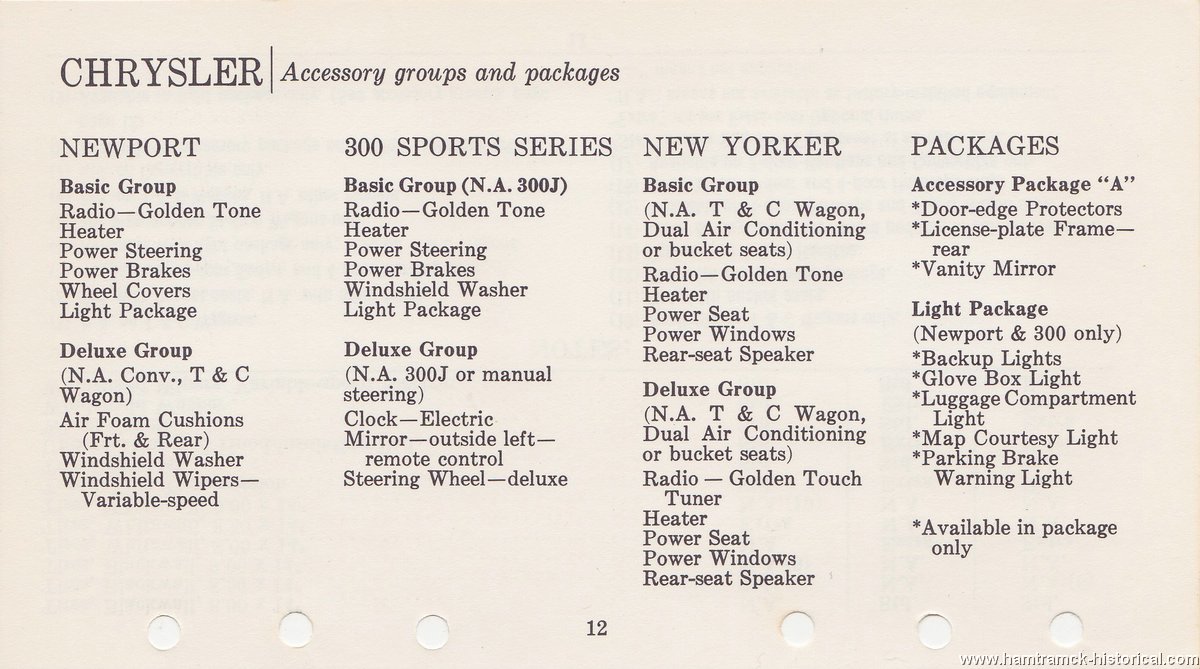 CHRYSLER Accessory groups and packages
NEWPORT
Basic Group
Radio—Golden Tone
Heater
Power Steering
Power Brakes
Wheel Covers
Light Package
Deluxe Group
(N.A. Conv., T & C
Wagon)
Air Foam Cushions
(Frt. & Rear)
Windshield Washer
Windshield Wipers—
Variable-speed
300 SPORTS SERIES
Basic Group (N.A. 300J)
Radio—Golden Tone
Heater
Power Steering
Power Brakes
Windshield Washer
Light Package
Deluxe Group
(N.A. 300J or manual
steering)
Clock—Electric
Mirror—outside left—
remote control
Steering Wheel—deluxe
NEW YORKER
Basic Group
(N.A. T & C Wagon,
Dual Air Conditioning
or bucket seats)
Radio—Golden Tone
Heater
Power Seat
Power Windows
Rear-seat Speaker
Deluxe Group
(N.A. T & C Wagon,
Dual Air Conditioning
or bucket seats)
Radio — Golden Touch
Tuner
Heater
Power Seat
Power Windows
Rear-seat Speaker
PACKAGES
Accessory Package “A”
*Door-edge Protectors
*License-plate Frame—
rear
*Vanity Mirror
Light Package
(Newport & 300 only)
*Backup Lights
*Glove Box Light
*Luggage Compartment
Light
*Map Courtesy Light
*Parking Brake
Warning Light
*Available in package
only
12
www.hamtramck-historical.com